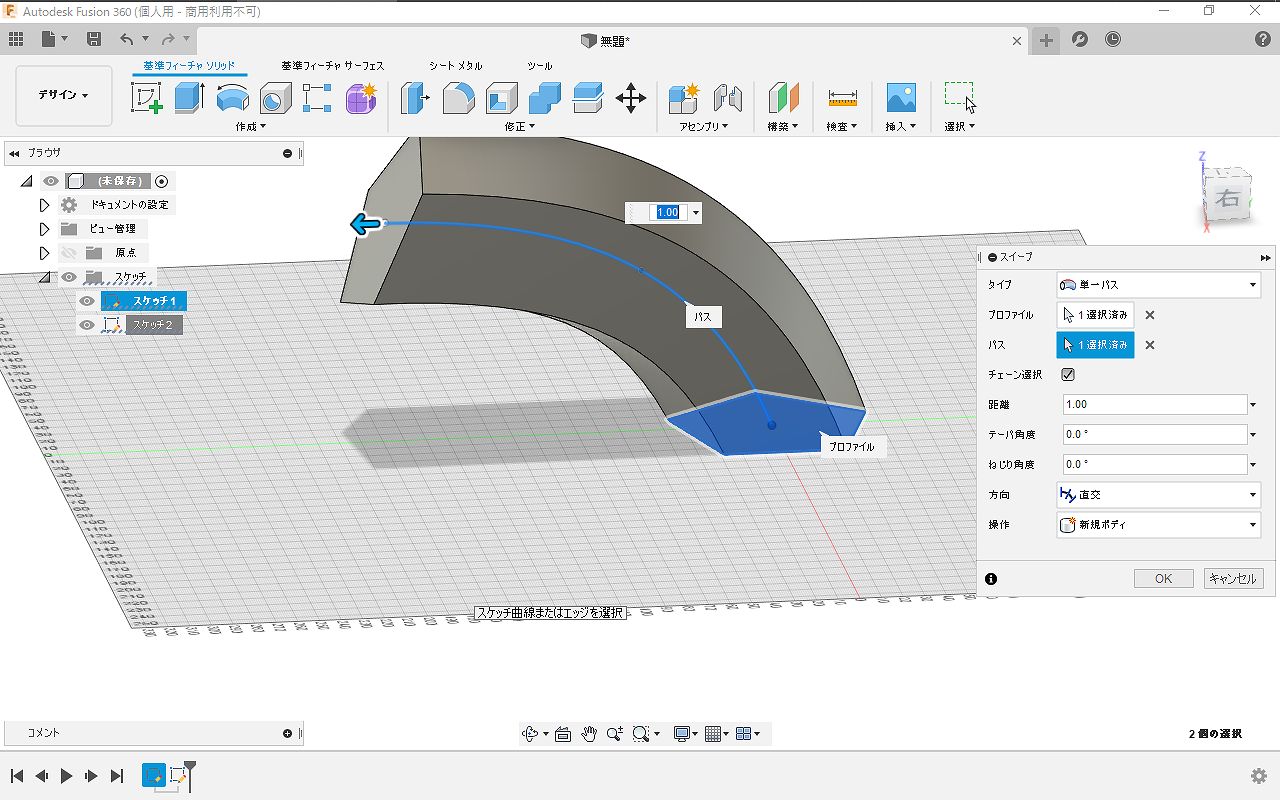 Autodesk Fusion 360 (個人用 - 商用利用不可)
無題*
基準フィーチャ ソリッド
基準フィーチャ サーフェス
シート メタル
ツール
デザイン
作成
修正
アセンブリ
構築
検査
挿入
選択
ブラウザ
(未保存)
ドキュメントの設定
ビュー管理
原点
スケッチ
スケッチ1
スケッチ2
Z
右
X
1.00
パス
プロファイル
スイープ
タイプ
単一パス
プロファイル
1 選択済み
パス
1 選択済み
チェーン選択
距離
1.00
テーパ角度
0.0 °
ねじり角度
0.0 °
方向
直交
操作
新規ボディ
OK
キャンセル
スケッチ曲線またはエッジを選択
コメント
2 個の選択